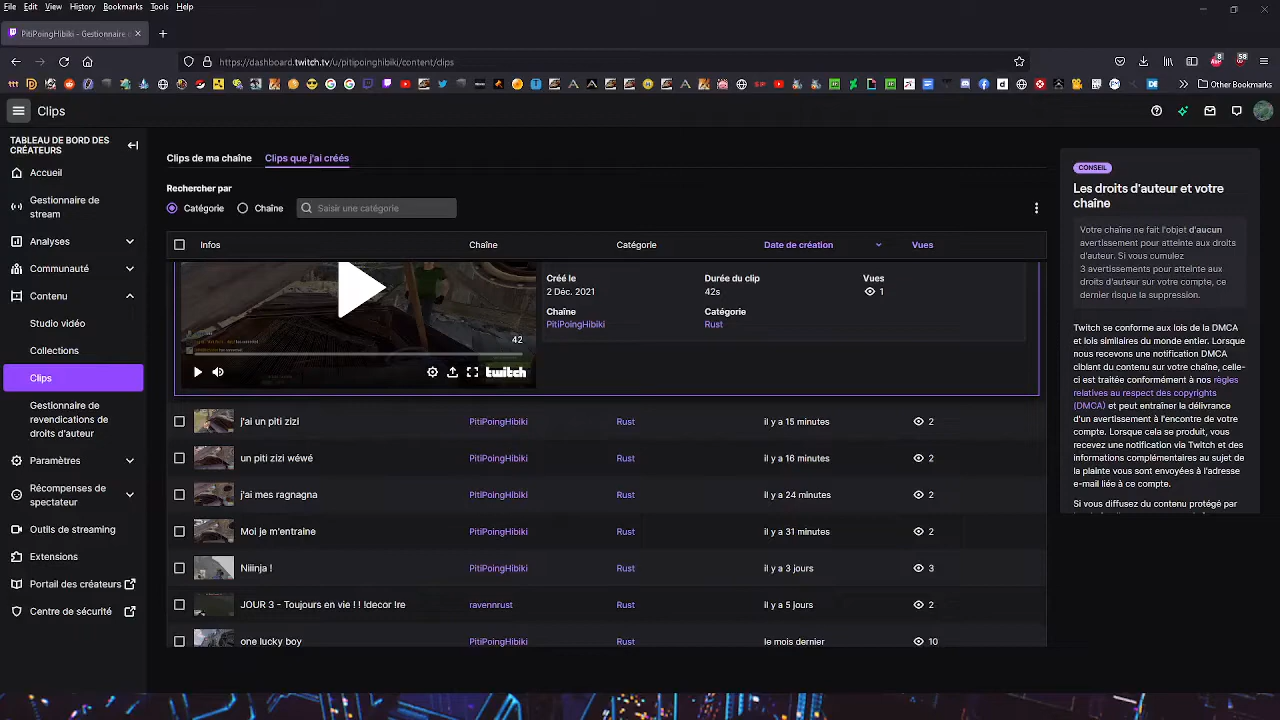 File Edit View History Bookmarks Tools Help
PitiPoingHibiki - Gestionnaire
https://dashboard.twitch.tv/u/pitipoinghibiki/content/clips
Other Bookmarks
Clips
TABLEAU DE BORD DES
CRÉATEURS
Accueil
Gestionnaire de
stream
Analyses
Communauté
Contenu
Studio vidéo
Collections
Clips
Gestionnaire de
revendications de
droits d'auteur
Paramètres
Récompenses de
spectateur
Outils de streaming
Extensions
Portail des créateurs
Centre de sécurité
Clips de ma chaîne Clips que j'ai créés
Rechercher par
Catégorie Chaîne Saisir une catégorie
Infos Chaîne Catégorie Date de création Vues
Créé le Durée du clip Vues
2 Déc. 2021 42s 1
Chaîne Catégorie
PitiPoingHibiki Rust
42
twitch
j'ai un piti zizi PitiPoingHibiki Rust il y a 15 minutes 2
un piti zizi wéwé PitiPoingHibiki Rust il y a 16 minutes 2
j'ai mes ragnagna PitiPoingHibiki Rust il y a 24 minutes 2
Moi je m'entraine PitiPoingHibiki Rust il y a 31 minutes 2
Niiinja ! PitiPoingHibiki Rust il y a 3 jours 3
JOUR 3 - Toujours en vie ! ! !decor !re ravennrust Rust il y a 5 jours 2
one lucky boy PitiPoingHibiki Rust le mois dernier 10
CONSEIL
Les droits d'auteur et votre
chaîne
Votre chaîne ne fait l'objet d'aucun
avertissement pour atteinte aux droits
d'auteur. Si vous cumulez
3 avertissements pour atteinte aux
droits d'auteur sur votre chaîne, ce
dernier risque la suppression.
Twitch se conforme aux lois de la DMCA
et lois similaires du monde entier. Lorsque
nous recevons une notification DMCA
ciblant le contenu de votre chaîne, celle-
ci est traitée conformément à nos règles
relatives au respect des copyrights
(DMCA) et peut entraîner la délivrance
d'un avertissement à l'encontre de votre
compte. Lorsque cela se produit, vous
recevez une notification via Twitch et des
informations complémentaires au sujet de
la plainte vous sont envoyées à l'adresse
e-mail liée à ce compte.
Si vous diffusez du contenu protégé par